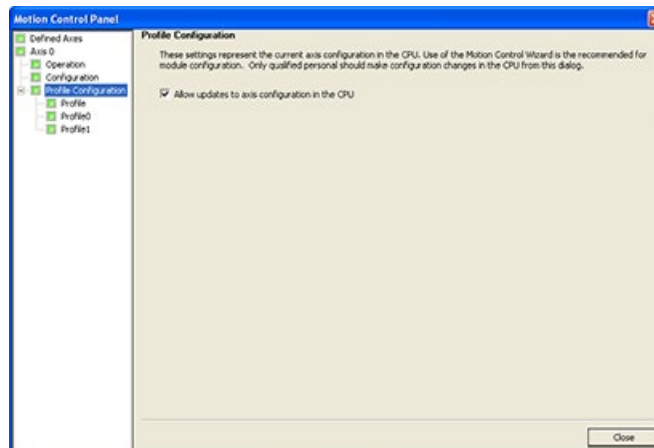 Motion Control Panel
Defined Axes
Axis 0
Operation
Configuration
Profile Configuration
Profile
Profile0
Profile1
Profile Configuration
These settings represent the current axis configuration in the CPU. Use of the Motion Control Wizard is the recommended for
module configuration. Only qualified personal should make configuration changes in the CPU from this dialog.
Allow updates to axis configuration in the CPU
Close